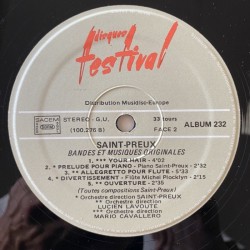 disques
festival
Distribution Musidisc-Europe
SACEM
STEREO - G.U.
(100.276 B)
33 tours
FACE 2
ALBUM 232
SAINT-PREUX
BANDES ET MUSIQUES ORIGINALES
1. *** YOUR HAIR - 4'02
* 2. PRELUDE POUR PIANO - Piano Saint-Preux - 2'32
3. ** ALLEGRETTO POUR FLUTE - 2'33
4. * DIVERTISSEMENT - Flûte Michel Plocklyn - 2'15
5. ** OUVERTURE - 2'35
(Toutes compositions Saint-Preux)
* Orchestre direction SAINT-PREUX
** Orchestre direction
LUCIEN LAVOUTE
*** Orchestre direction
MARIO CAVALLERO